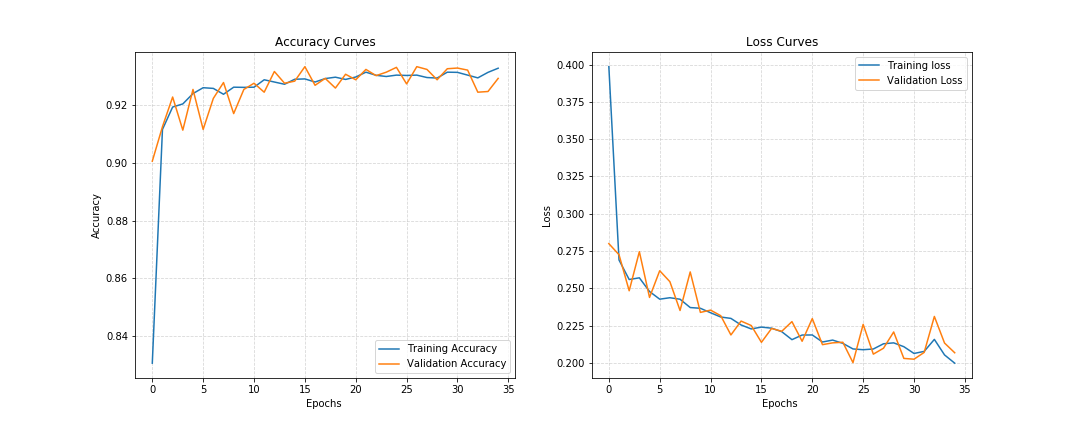 Accuracy Curves
Accuracy
0.92
0.90
0.88
0.86
0.84
Training Accuracy
Validation Accuracy
0 5 10 15 20 25 30 35
Epochs
Loss Curves
Loss
0.400
0.375
0.350
0.325
0.300
0.275
0.250
0.225
0.200
Training loss
Validation Loss
0 5 10 15 20 25 30 35
Epochs